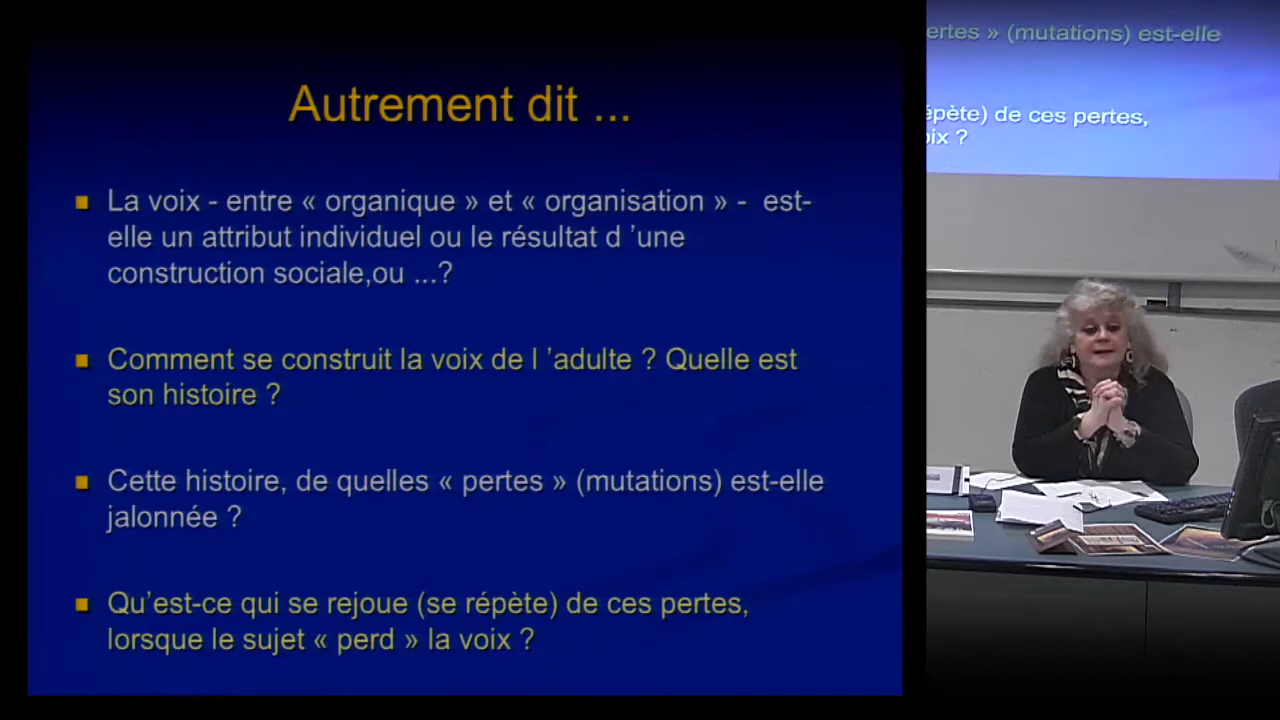 Autrement dit ...
La voix - entre « organique » et « organisation » - est-
elle un attribut individuel ou le résultat d ’une
construction sociale,ou ...?
Comment se construit la voix de l ’adulte ? Quelle est
son histoire ?
Cette histoire, de quelles « pertes » (mutations) est-elle
jalonnée ?
Qu’est-ce qui se rejoue (se répète) de ces pertes,
lorsque le sujet « perd » la voix ?
ertes » (mutations) est-elle
épète) de ces pertes,
oix ?